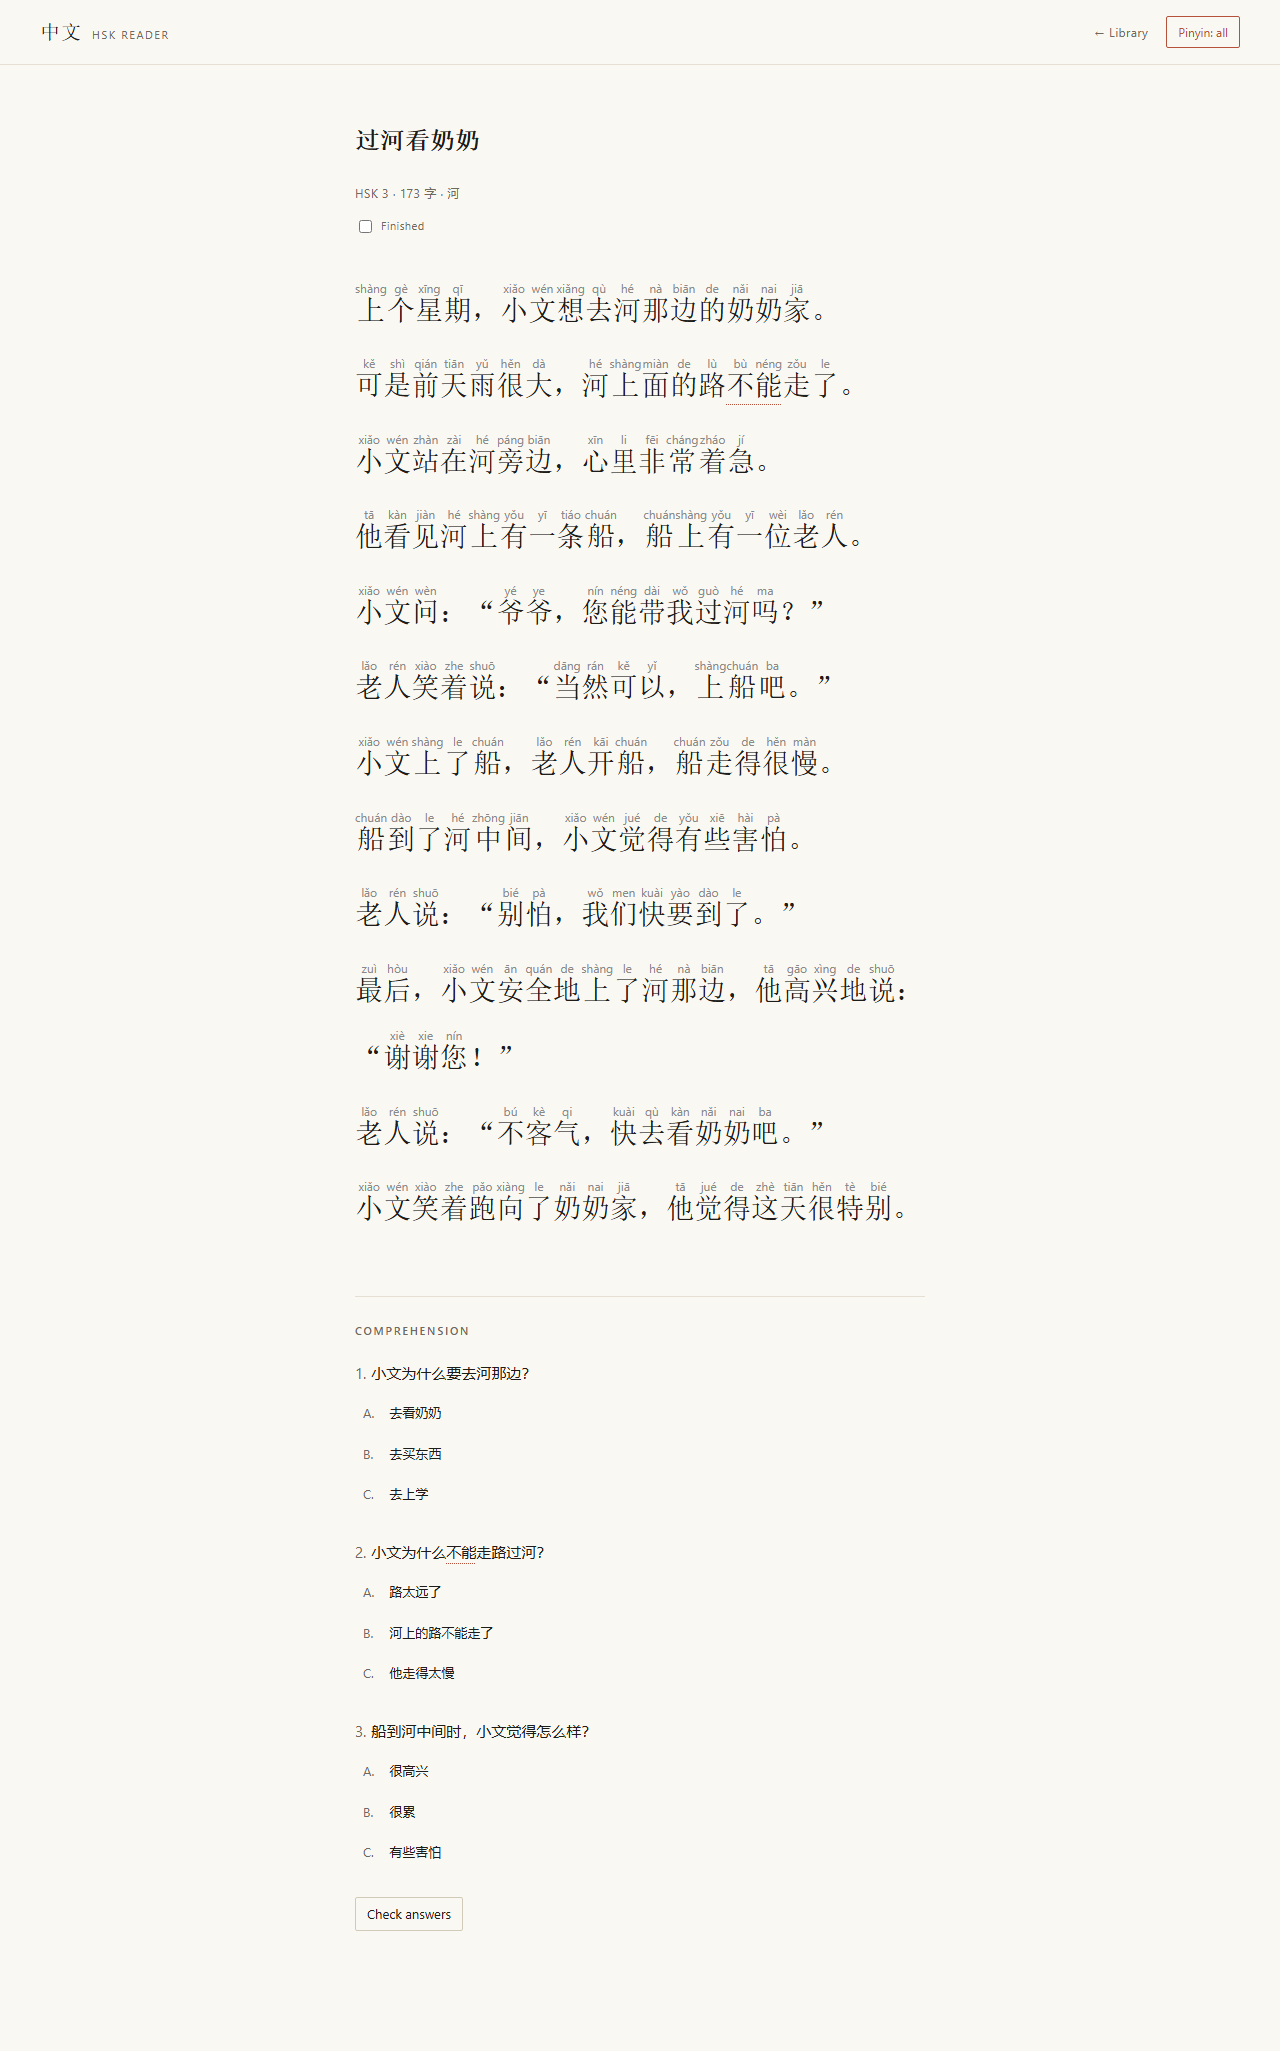 中文 HSK READER
← Library Pinyin: all
过河看奶奶
HSK 3 · 173 字 · 河
Finished
shàng gè xīng qī xiǎo wén xiǎng qù hé nà biān de nǎi nai jiā
上个星期，小文想去河那边的奶奶家。
kě shì qián tiān yǔ hěn dà hé shàng miàn de lù bù néng zǒu le
可是前天雨很大，河上面的路不能走了。
xiǎo wén zhàn zài hé páng biān xīn li fēi cháng zháo jí
小文站在河旁边，心里非常着急。
tā kàn jiàn hé shàng yǒu yī tiáo chuán chuán shàng yǒu yī wèi lǎo rén
他看见河上有一条船，船上有一位老人。
xiǎo wén wèn yé ye nín néng dài wǒ guò hé ma
小文问：“爷爷，您能带我过河吗？”
lǎo rén xiào zhe shuō dāng rán kě yǐ shàng chuán ba
老人笑着说：“当然可以，上船吧。”
xiǎo wén shàng le chuán lǎo rén kāi chuán chuán zǒu de hěn màn
小文上了船，老人开船，船走得很慢。
chuán dào le hé zhōng jiān xiǎo wén jué de yǒu xiē hài pà
船到了河中间，小文觉得有些害怕。
lǎo rén shuō bié pà wǒ men kuài yào dào le
老人说：“别怕，我们快要到了。”
zuì hòu xiǎo wén ān quán de shàng le hé nà biān tā gāo xìng de shuō
最后，小文安全地上了河那边，他高兴地说：
xiè xie nín
“谢谢您！”
lǎo rén shuō bú kè qi kuài qù kàn nǎi nai ba
老人说：“不客气，快去看奶奶吧。”
xiǎo wén xiào zhe pǎo xiàng le nǎi nai jiā tā jué de zhè tiān hěn tè bié
小文笑着跑向了奶奶家，他觉得这天很特别。
COMPREHENSION
1. 小文为什么要去河那边？
A. 去看奶奶
B. 去买东西
C. 去上学
2. 小文为什么不能走路过河？
A. 路太远了
B. 河上的路不能走了
C. 他走得太慢
3. 船到河中间时，小文觉得怎么样？
A. 很高兴
B. 很累
C. 有些害怕
Check answers